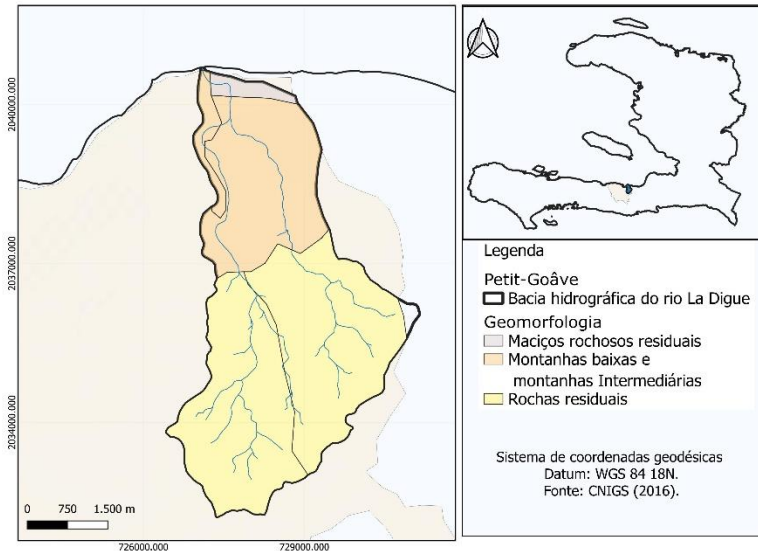 2040000.000
2037000.000
2034000.000
0 750 1.500 m
726000.000 729000.000
Legenda
Petit-Goâve
Bacia hidrográfica do rio La Digue
Geomorfologia
Maciços rochosos residuais
Montanhas baixas e
montanhas Intermediárias
Rochas residuais
Sistema de coordenadas geodésicas
Datum: WGS 84 18N.
Fonte: CNIGS (2016).